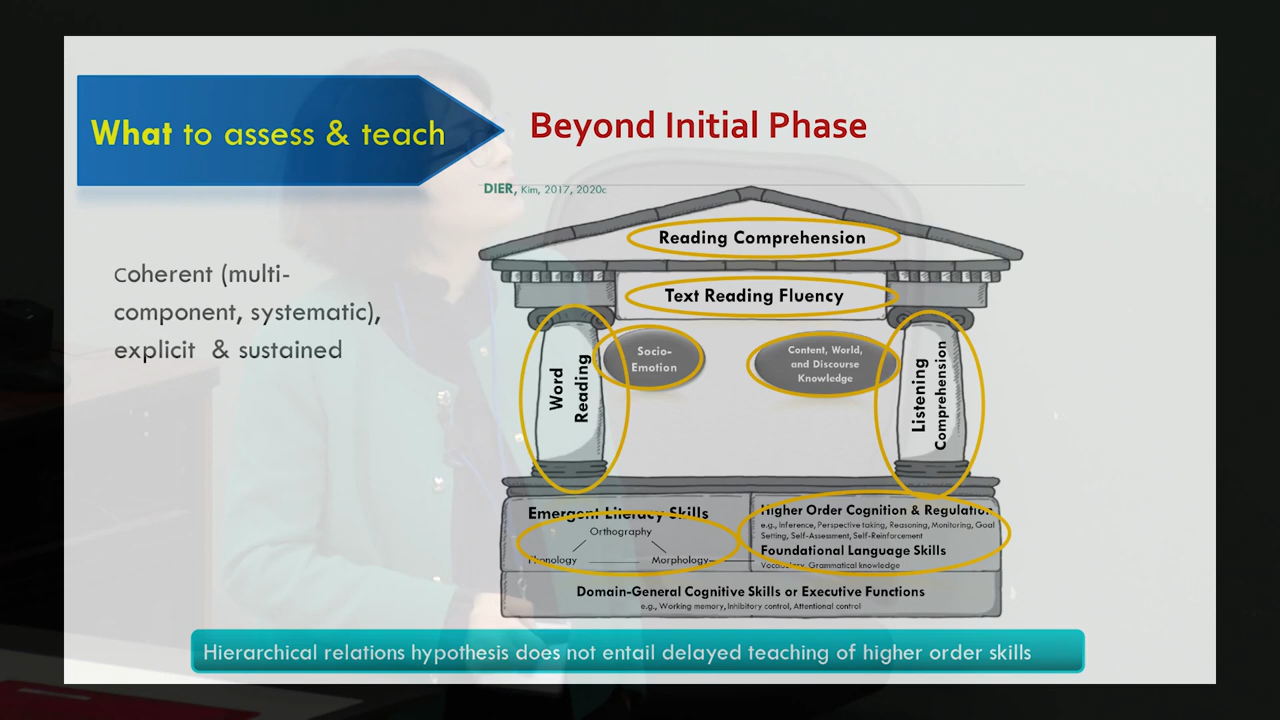 What to assess & teach
Beyond Initial Phase
DIER, Kim, 2017, 2020c
Coherent (multi-
component, systematic),
explicit & sustained
Reading Comprehension
Text Reading Fluency
Word
Reading
Socio-
Emotion
Content, World,
and Discourse
Knowledge
Listening
Comprehension
Emergent Literacy Skills
Orthography
Phonology
Morphology
Higher Order Cognition & Regulation
e.g., Inference, Perspective taking, Reasoning, Monitoring, Goal
Setting, Self-Assessment, Self-Reinforcement
Foundational Language Skills
Vocabulary, Grammatical knowledge
Domain-General Cognitive Skills or Executive Functions
e.g., Working memory, Inhibitory control, Attentional control
Hierarchical relations hypothesis does not entail delayed teaching of higher order skills